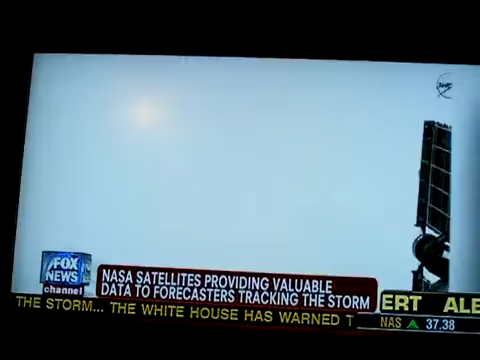 NASA
FOX
NEWS
channel
NASA SATELLITES PROVIDING VALUABLE
DATA TO FORECASTERS TRACKING THE STORM
ERT ALE
THE STORM... THE WHITE HOUSE HAS WARNED T
NAS ▲ 37.38